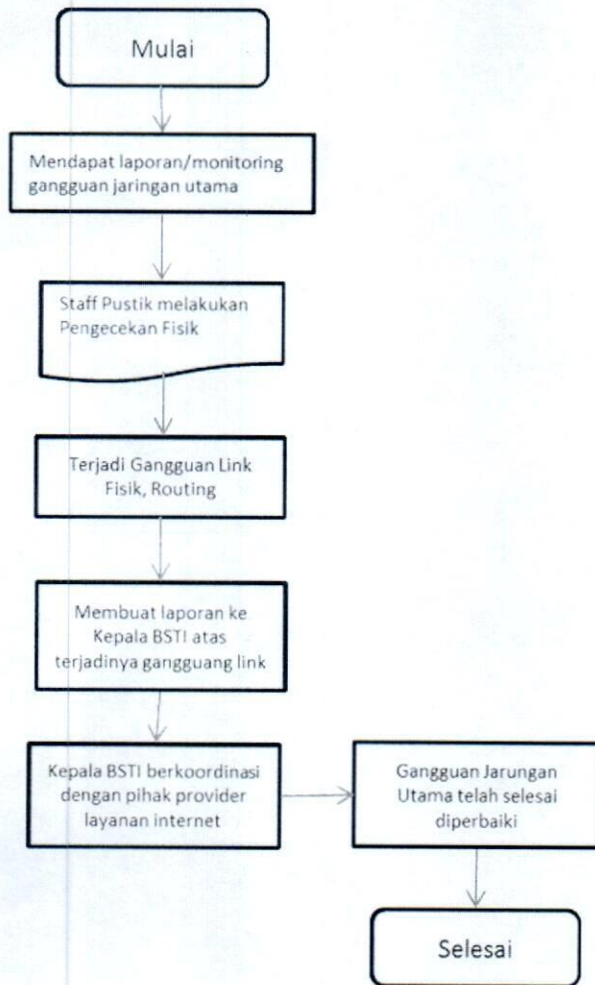 Mulai
Mendapat laporan/monitoring
gangguan jaringan utama
Staff Pustik melakukan
Pengecekan Fisik
Terjadi Gangguan Link
Fisik, Routing
Membuat laporan ke
Kepala BSTI atas
terjadinya gangguang link
Kepala BSTI berkoordinasi
dengan pihak provider
layanan internet
Gangguan Jarungan
Utama telah selesai
diperbaiki
Selesai